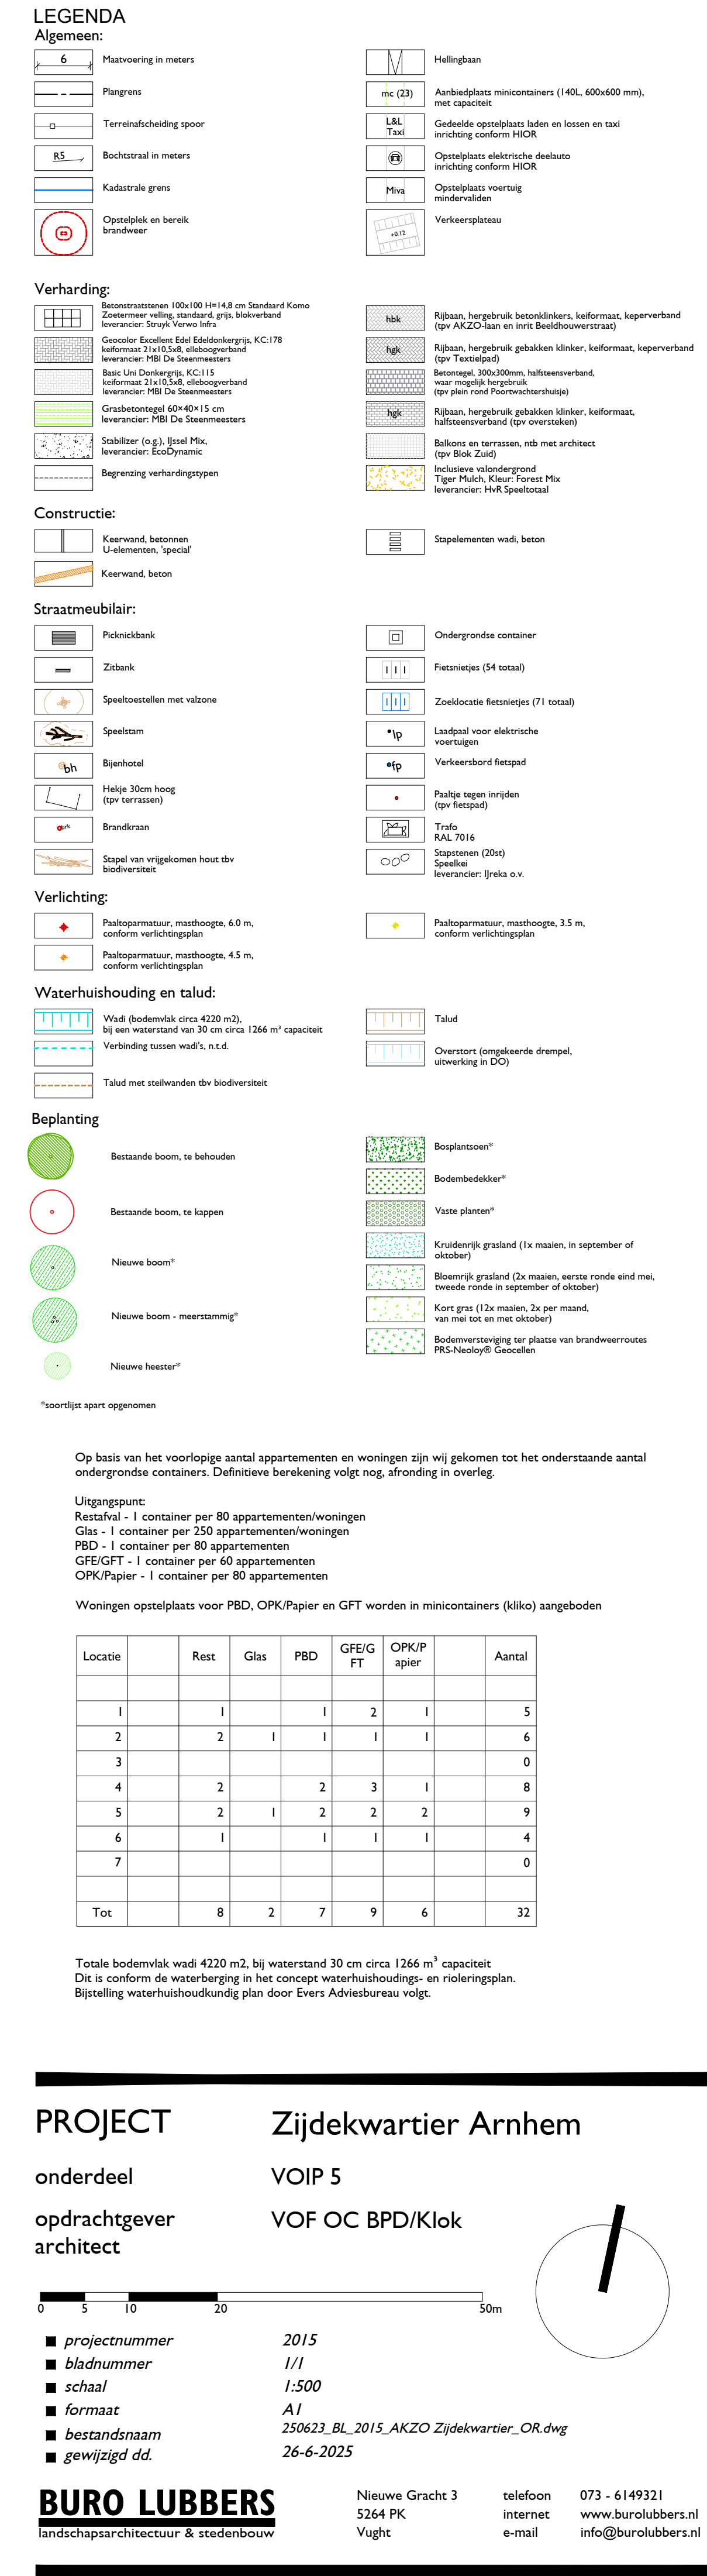 LEGENDA
Algemeen:
6
Maatvoering in meters
Plangrens
Terreinafscheiding spoor
R5
Bochtstraal in meters
Kadastrale grens
Opstelplek en bereik
brandweer
Hellingbaan
mc (23)
Aanbiedplaats minicontainers (140L, 600x600 mm),
met capaciteit
L&L
Taxi
Gedeelde opstelplaats laden en lossen en taxi
inrichting conform HIOR
Opstelplaats elektrische deelauto
inrichting conform HIOR
Miva
Opstelplaats voertuig
mindervaliden
+0.12
Verkeersplateau
Verharding:
Betonstraatstenen 100x100 H=14,8 cm Standaard Komo
Zoetermeer velling, standaard, grijs, blokverband
leverancier: Struyk Verwo Infra
Geocolor Excellent Edel Edeldonkergrijs, KC:178
keiformaat 21x10,5x8, elleboogverband
leverancier: MBI De Steenmeesters
Basic Uni Donkergrijs, KC:115
keiformaat 21x10,5x8, elleboogverband
leverancier: MBI De Steenmeesters
Grasbetontegel 60×40×15 cm
leverancier: MBI De Steenmeesters
Stabilizer (o.g.), IJssel Mix,
leverancier: EcoDynamic
Begrenzing verhardingstypen
hbk
Rijbaan, hergebruik betonklinkers, keiformaat, keperverband
(tpv AKZO-laan en inrit Beeldhouwerstraat)
hgk
Rijbaan, hergebruik gebakken klinker, keiformaat, keperverband
(tpv Textielpad)
Betontegel, 300x300mm, halfsteensverband,
waar mogelijk hergebruik
(tpv plein rond Poortwachtershuisje)
hgk
Rijbaan, hergebruik gebakken klinker, keiformaat,
halfsteensverband (tpv oversteken)
Balkons en terrassen, ntb met architect
(tpv Blok Zuid)
Inclusieve valondergrond
Tiger Mulch, Kleur: Forest Mix
leverancier: HvR Speeltotaal
Constructie:
Keerwand, betonnen
U-elementen, 'special'
Keerwand, beton
Stapelementen wadi, beton
Straatmeubilair:
Picknickbank
Zitbank
Speeltoestellen met valzone
Speelstam
bh
Bijenhotel
Hekje 30cm hoog
(tpv terrassen)
brk
Brandkraan
Stapel van vrijgekomen hout tbv
biodiversiteit
Ondergrondse container
Fietsnietjes (54 totaal)
Zoeklocatie fietsnietjes (71 totaal)
lp
Laadpaal voor elektrische
voertuigen
fp
Verkeersbord fietspad
Paaltje tegen inrijden
(tpv fietspad)
Trafo
RAL 7016
Stapstenen (20st)
Speelkei
leverancier: IJreka o.v.
Verlichting:
Paaltoparmatuur, masthoogte, 6.0 m,
conform verlichtingsplan
Paaltoparmatuur, masthoogte, 4.5 m,
conform verlichtingsplan
Paaltoparmatuur, masthoogte, 3.5 m,
conform verlichtingsplan
Waterhuishouding en talud:
Wadi (bodemvlak circa 4220 m2),
bij een waterstand van 30 cm circa 1266 m³ capaciteit
Verbinding tussen wadi's, n.t.d.
Talud met steilwanden tbv biodiversiteit
Talud
Overstort (omgekeerde drempel,
uitwerking in DO)
Beplanting
Bestaande boom, te behouden
Bestaande boom, te kappen
Nieuwe boom*
Nieuwe boom - meerstammig*
Nieuwe heester*
Bosplantsoen*
Bodembedekker*
Vaste planten*
Kruidenrijk grasland (1x maaien, in september of
oktober)
Bloemrijk grasland (2x maaien, eerste ronde eind mei,
tweede ronde in september of oktober)
Kort gras (12x maaien, 2x per maand,
van mei tot en met oktober)
Bodemversteviging ter plaatse van brandweerroutes
PRS-Neoloy® Geocellen
*soortlijst apart opgenomen
Op basis van het voorlopige aantal appartementen en woningen zijn wij gekomen tot het onderstaande aantal
ondergrondse containers. Definitieve berekening volgt nog, afronding in overleg.
Uitgangspunt:
Restafval - 1 container per 80 appartementen/woningen
Glas - 1 container per 250 appartementen/woningen
PBD - 1 container per 80 appartementen
GFE/GFT - 1 container per 60 appartementen
OPK/Papier - 1 container per 80 appartementen
Woningen opstelplaats voor PBD, OPK/Papier en GFT worden in minicontainers (kliko) aangeboden
Locatie Rest Glas PBD GFE/G FT OPK/P apier Aantal
1 1 1 2 1 5
2 2 1 1 1 1 6
3 0
4 2 2 3 1 8
5 2 1 2 2 2 9
6 1 1 1 1 4
7 0
Tot 8 2 7 9 6 32
Totale bodemvlak wadi 4220 m2, bij waterstand 30 cm circa 1266 m³ capaciteit
Dit is conform de waterberging in het concept waterhuishoudings- en rioleringsplan.
Bijstelling waterhuishoudkundig plan door Evers Adviesbureau volgt.
PROJECT Zijdekwartier Arnhem
onderdeel VOIP 5
opdrachtgever VOF OC BPD/Klok
architect
0 5 10 20 50m
projectnummer 2015
bladnummer 1/1
schaal 1:500
formaat A1
bestandsnaam 250623_BL_2015_AKZO Zijdekwartier_OR.dwg
gewijzigd dd. 26-6-2025
BURO LUBBERS
landschapsarchitectuur & stedenbouw
Nieuwe Gracht 3 telefoon 073 - 6149321
5264 PK internet www.burolubbers.nl
Vught e-mail info@burolubbers.nl